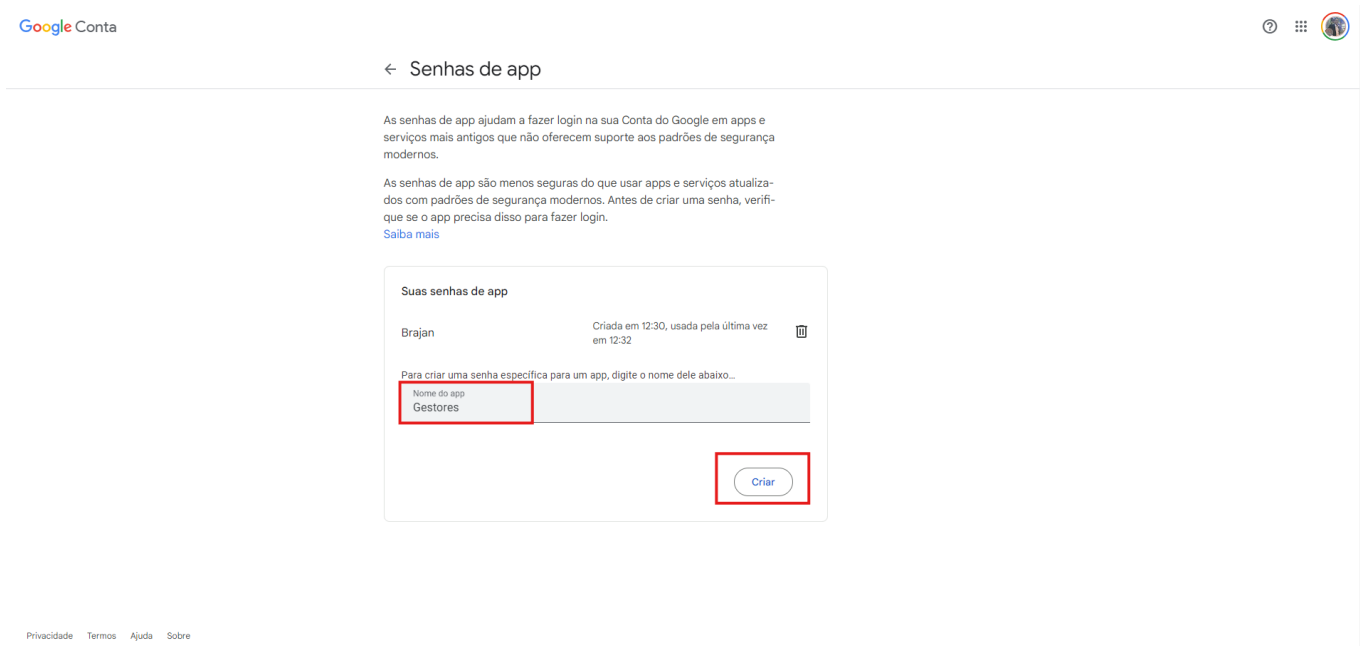 Google Conta
Senhas de app
As senhas de app ajudam a fazer login na sua Conta do Google em apps e
serviços mais antigos que não oferecem suporte aos padrões de segurança
modernos.
As senhas de app são menos seguras do que usar apps e serviços atualiza-
dos com padrões de segurança modernos. Antes de criar uma senha, verifi-
que se o app precisa disso para fazer login.
Saiba mais
Suas senhas de app
Brajan
Criada em 12:30, usada pela última vez
em 12:32
Para criar uma senha específica para um app, digite o nome dele abaixo...
Nome do app
Gestores
Criar
Privacidade Termos Ajuda Sobre